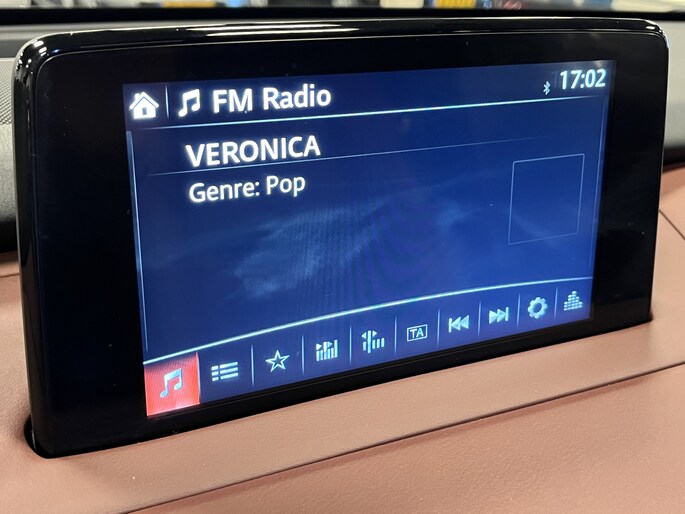 FM Radio
17:02
VERONICA
Genre: Pop
TA